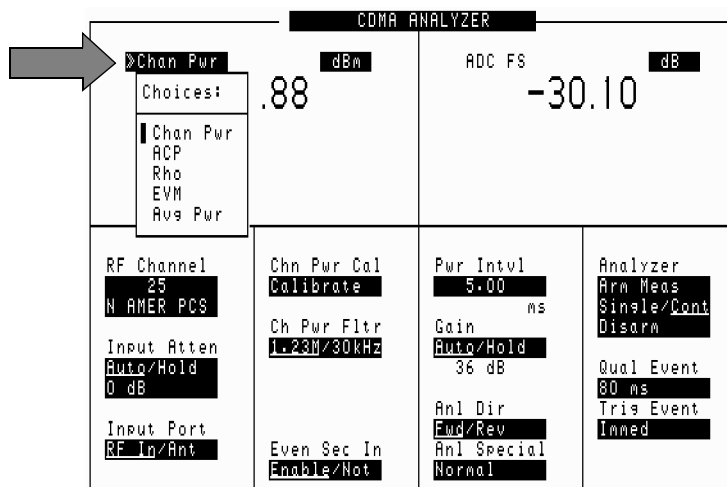 CDMA ANALYZER
»Chan Pwr
dBm
.88
Choices:
Chan Pwr
ACP
Rho
EVM
Avg Pwr
ADC FS
dB
-30.10
RF Channel
25
N AMER PCS
Input Atten
Auto/Hold
0 dB
Input Port
RF In/Ant
Chn Pwr Cal
Calibrate
Ch Pwr Fltr
1.23M/30kHz
Even Sec In
Enable/Not
Pwr Intvl
5.00
ms
Gain
Auto/Hold
36 dB
Anl Dir
Fwd/Rev
Anl Special
Normal
Analyzer
Arm Meas
Single/Cont
Disarm
Qual Event
80 ms
Trig Event
Immed